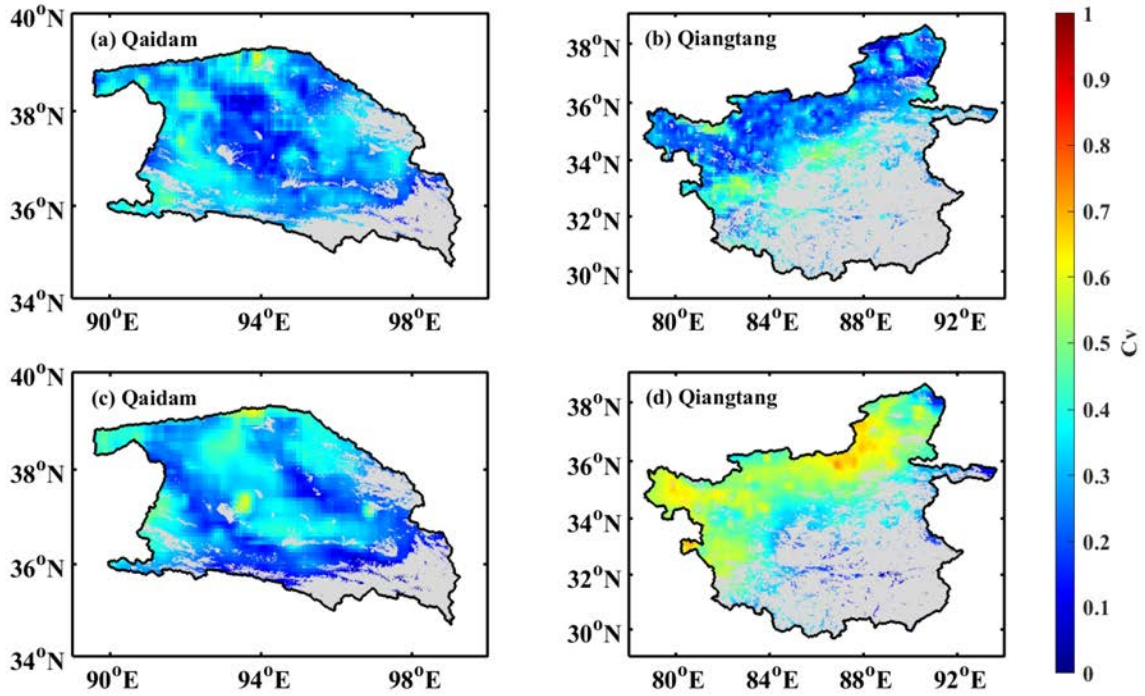 40°N
38°N
36°N
34°N
(a) Qaidam
90°E 94°E 98°E
38°N
36°N
34°N
32°N
30°N
(b) Qiangtang
80°E 84°E 88°E 92°E
40°N
38°N
36°N
34°N
(c) Qaidam
90°E 94°E 98°E
38°N
36°N
34°N
32°N
30°N
(d) Qiangtang
80°E 84°E 88°E 92°E
1
0.9
0.8
0.7
0.6
0.5
0.4
0.3
0.2
0.1
0
Cv